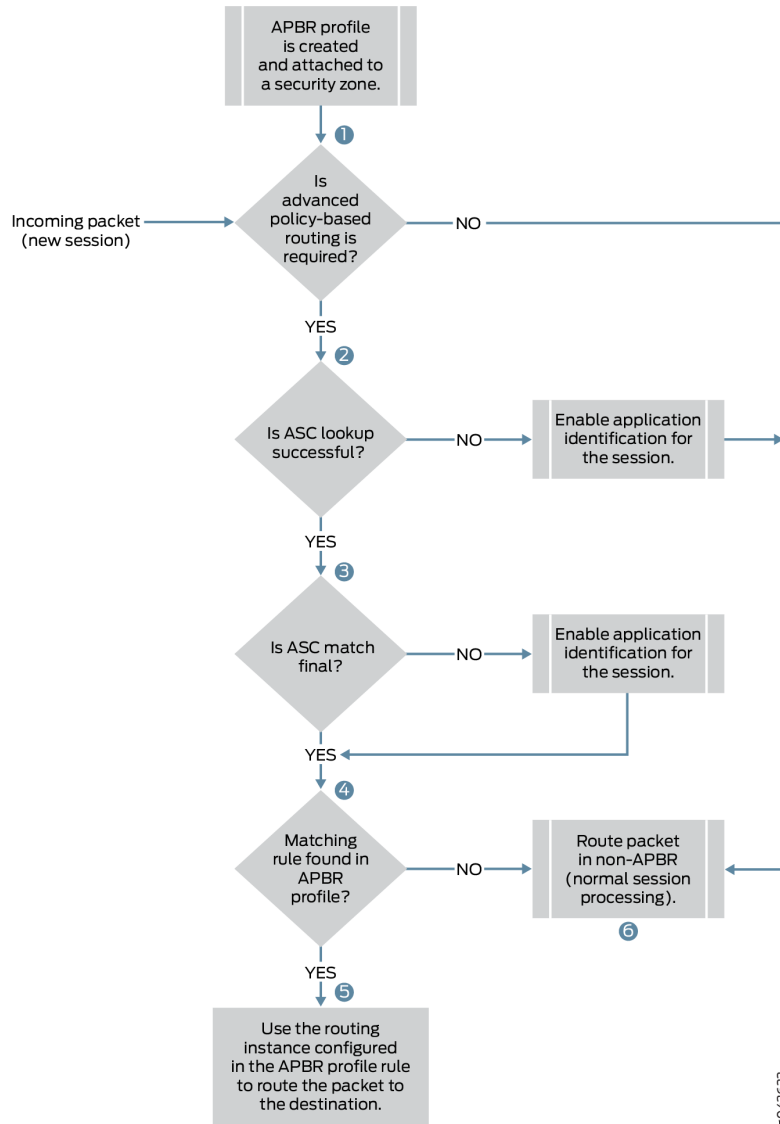 APBR profile
is created
and attached to
a security zone.
1
Is
advanced
policy-based
routing is
required?
Incoming packet
(new session)
NO
YES
2
Is ASC lookup
successful?
NO
Enable application
identification for
the session.
YES
3
Is ASC match
final?
NO
Enable application
identification for
the session.
YES
4
Matching
rule found in
APBR
profile?
NO
Route packet
in non-APBR
(normal session
processing).
6
YES
5
Use the routing
instance configured
in the APBR profile rule
to route the packet to
the destination.